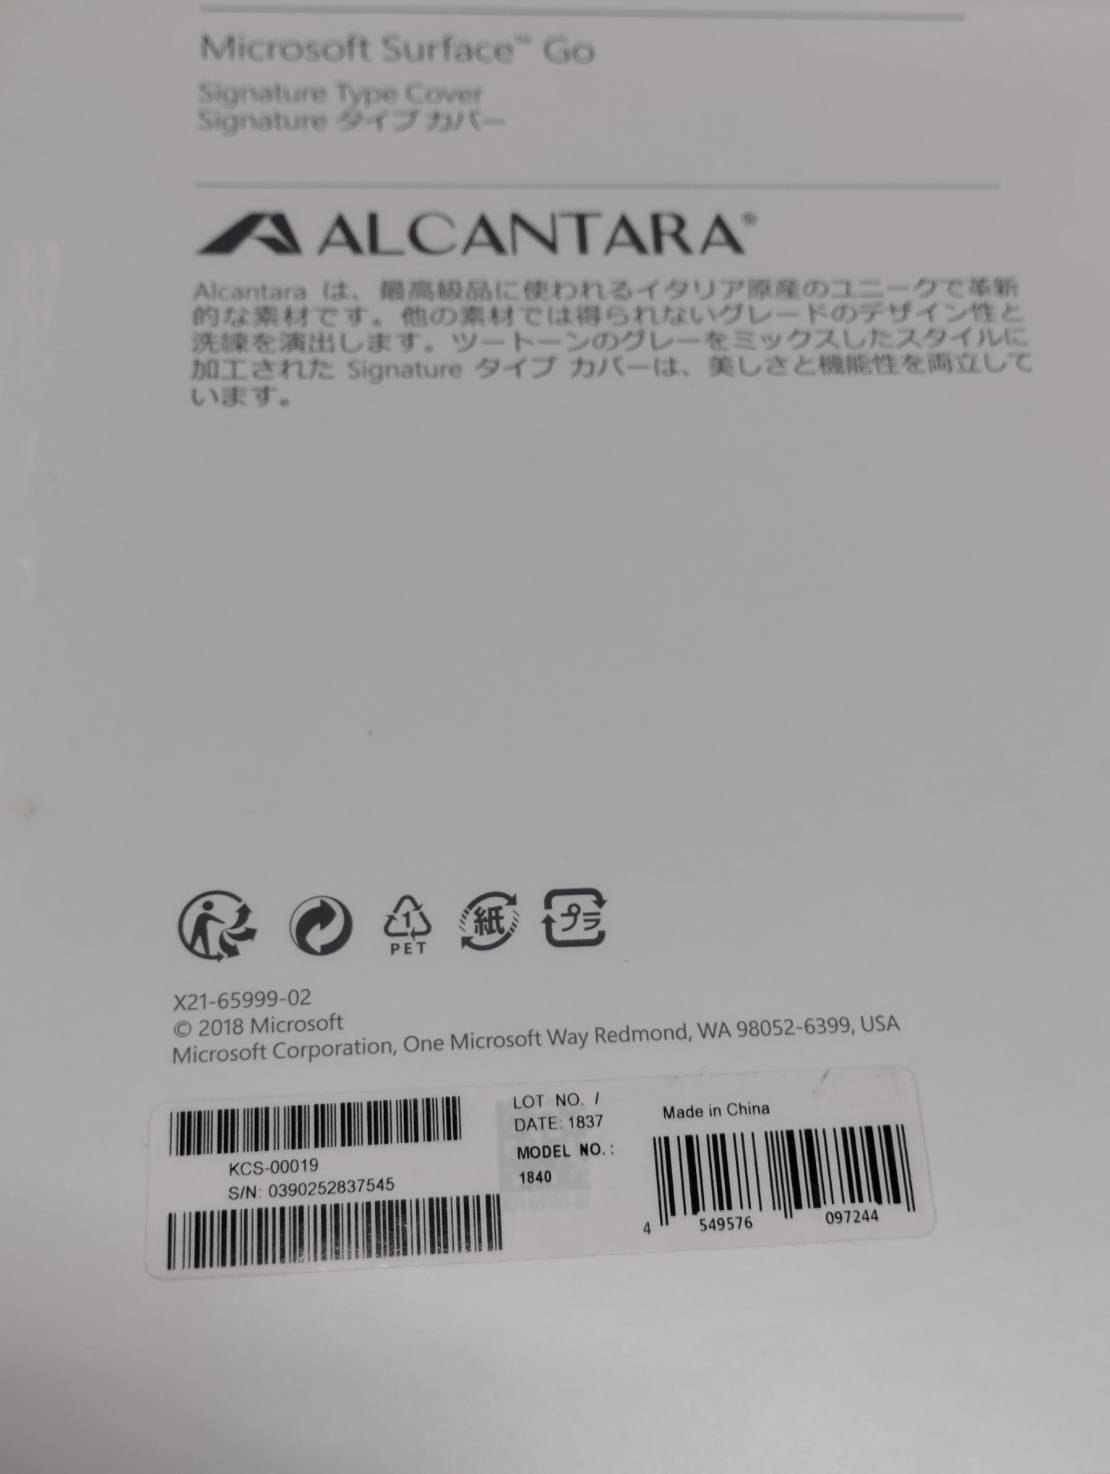 Microsoft Surface™ Go
Signature Type Cover
Signature タイプ カバー
ALCANTARA®
Alcantara は、最高級品に使われるイタリア原産のユニークで革新
的な素材です。他の素材では得られないグレードのデザイン性と
洗練を演出します。ツートーンのグレーをミックスしたスタイルに
加工された Signature タイプ カバーは、美しさと機能性を両立して
います。
1
PET
紙
プラ
X21-65999-02
© 2018 Microsoft
Microsoft Corporation, One Microsoft Way Redmond, WA 98052-6399, USA
KCS-00019
S/N: 0390252837545
LOT NO. /
DATE: 1837
MODEL NO.:
1840
Made in China
4 549576 097244